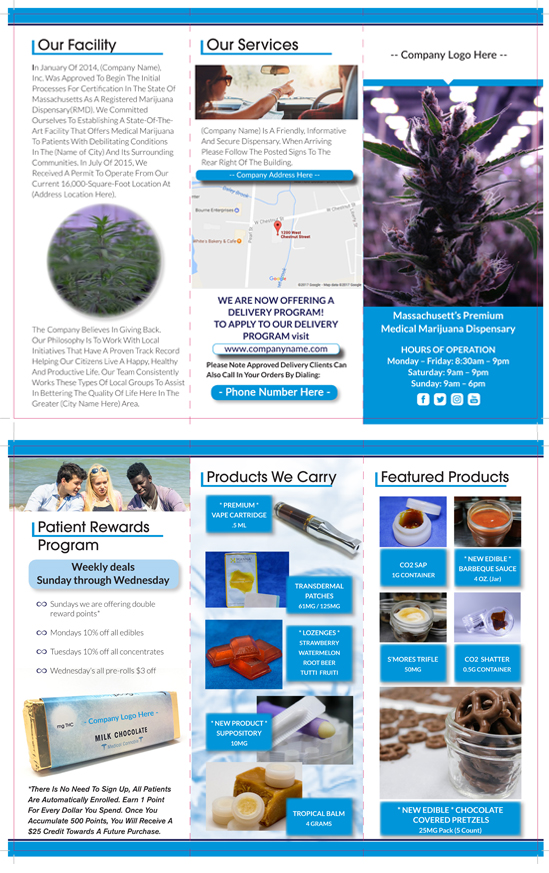 Our Facility
In January Of 2014, (Company Name),
Inc. Was Approved To Begin The Initial
Processes For Certification In The State Of
Massachusetts As A Registered Marijuana
Dispensary(RMD). We Committed
Ourselves To Establishing A State-Of-The-
Art Facility That Offers Medical Marijuana
To Patients With Debilitating Conditions
In The (Name of City) And Its Surrounding
Communities. In July Of 2015, We
Received A Permit To Operate From Our
Current 16,000-Square-Foot Location At
(Address Location Here).
The Company Believes In Giving Back.
Our Philosophy Is To Work With Local
Initiatives That Have A Proven Track Record
Helping Our Citizens Live A Happy, Healthy
And Productive Life. Our Team Consistently
Works These Types Of Local Groups To Assist
In Bettering The Quality Of Life Here In The
Greater (City Name Here) Area.
Our Services
(Company Name) Is A Friendly, Informative
And Secure Dispensary. When Arriving
Please Follow The Posted Signs To The
Rear Right Of The Building.
-- Company Address Here --
Bourne Enterprises
W Chestnut St
W Chestnut St
1200 West
Chestnut Street
White's Bakery & Cafe
Google
©2017 Google - Map data ©2017 Google
WE ARE NOW OFFERING A
DELIVERY PROGRAM!
TO APPLY TO OUR DELIVERY
PROGRAM visit
www.companyname.com
Please Note Approved Delivery Clients Can
Also Call In Your Orders By Dialing:
- Phone Number Here -
-- Company Logo Here --
Massachusett's Premium
Medical Marijuana Dispensary
HOURS OF OPERATION
Monday – Friday: 8:30am – 9pm
Saturday: 9am – 9pm
Sunday: 9am – 6pm
Patient Rewards
Program
Weekly deals
Sunday through Wednesday
Sundays we are offering double
reward points*
Mondays 10% off all edibles
Tuesdays 10% off all concentrates
Wednesday's all pre-rolls $3 off
mg THC
- Company Logo Here -
MILK CHOCOLATE
Medical Cannabis
*There Is No Need To Sign Up, All Patients
Are Automatically Enrolled. Earn 1 Point
For Every Dollar You Spend. Once You
Accumulate 500 Points, You Will Receive A
$25 Credit Towards A Future Purchase.
Products We Carry
* PREMIUM *
VAPE CARTRIDGE
.5 ML
TRANSDERMAL
PATCHES
61MG / 125MG
* LOZENGES *
STRAWBERRY
WATERMELON
ROOT BEER
TUTTI FRUITI
* NEW PRODUCT *
SUPPOSITORY
10MG
TROPICAL BALM
4 GRAMS
Featured Products
CO2 SAP
1G CONTAINER
* NEW EDIBLE *
BARBEQUE SAUCE
4 OZ. (Jar)
S'MORES TRIFLE
50MG
CO2 SHATTER
0.5G CONTAINER
* NEW EDIBLE * CHOCOLATE
COVERED PRETZELS
25MG Pack (5 Count)